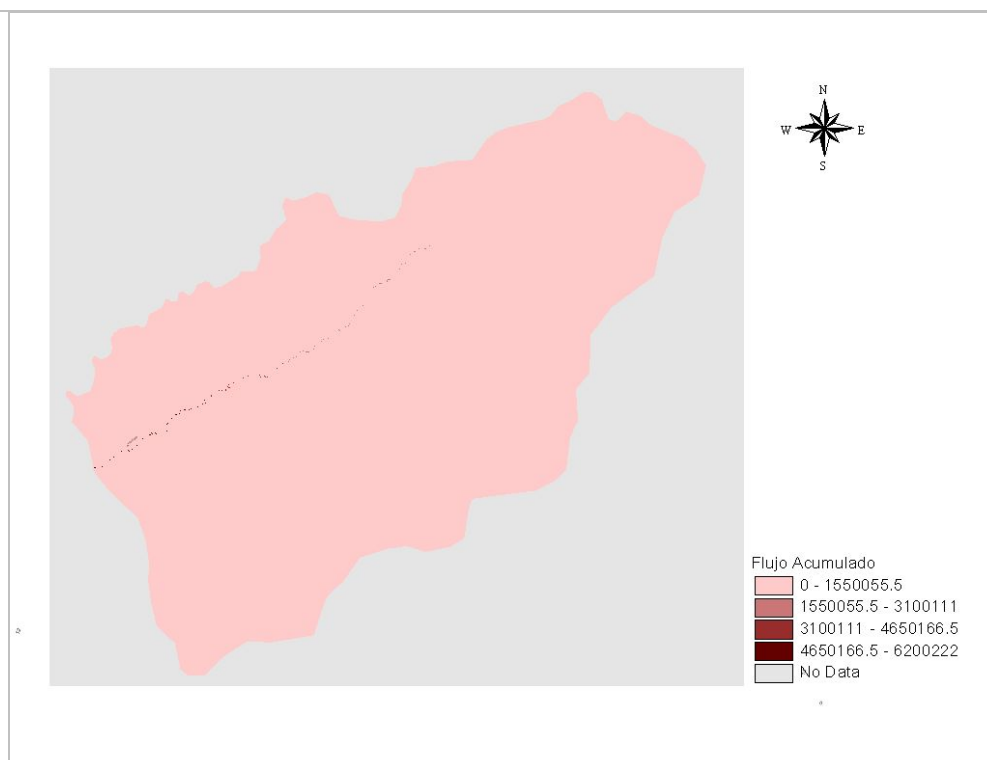 N
W E
S
Flujo Acumulado
0 - 1550055.5
1550055.5 - 3100111
3100111 - 4650166.5
4650166.5 - 6200222
No Data